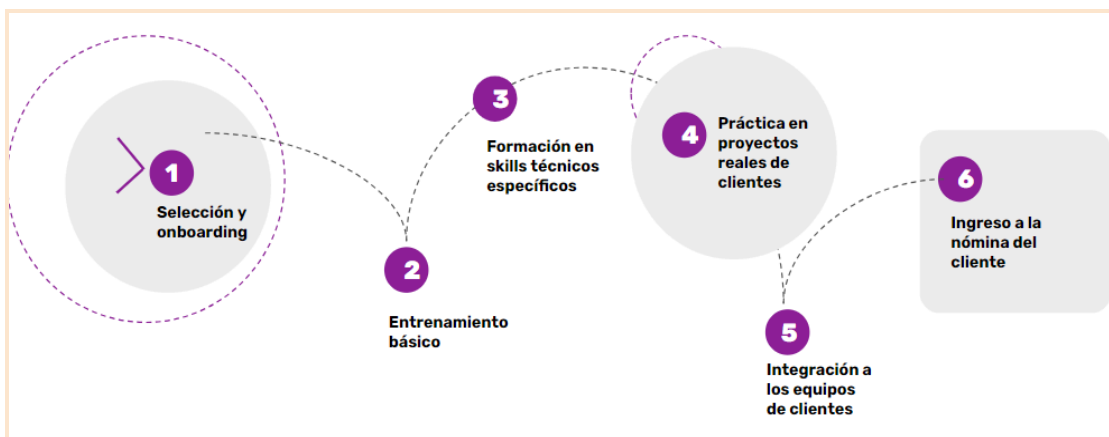 1
Selección y
onboarding
2
Entrenamiento
básico
3
Formación en
skills técnicos
específicos
4
Práctica en
proyectos
reales de
clientes
5
Integración a
los equipos
de clientes
6
Ingreso a la
nómina del
cliente